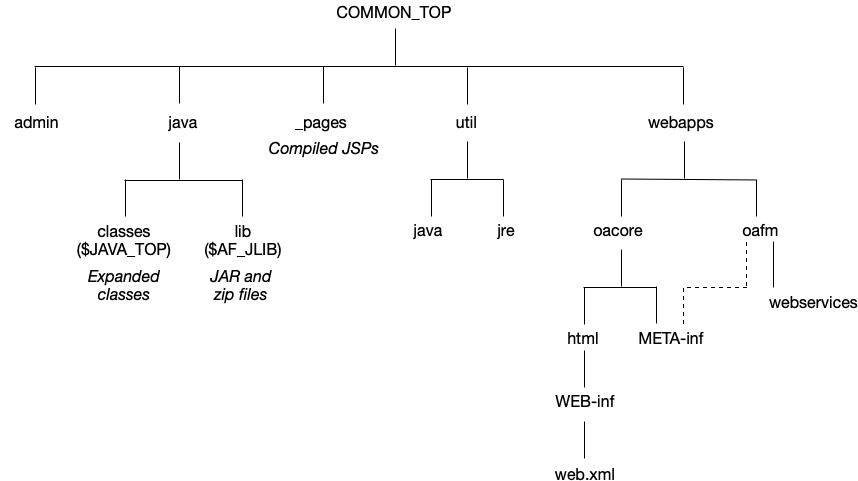 COMMON_TOP
admin
java
_pages
util
webapps
Compiled JSPs
classes
($JAVA_TOP)
Expanded
classes
lib
($AF_JLIB)
JAR and
zip files
java
jre
oacore
oafm
webservices
html
META-inf
WEB-inf
web.xml